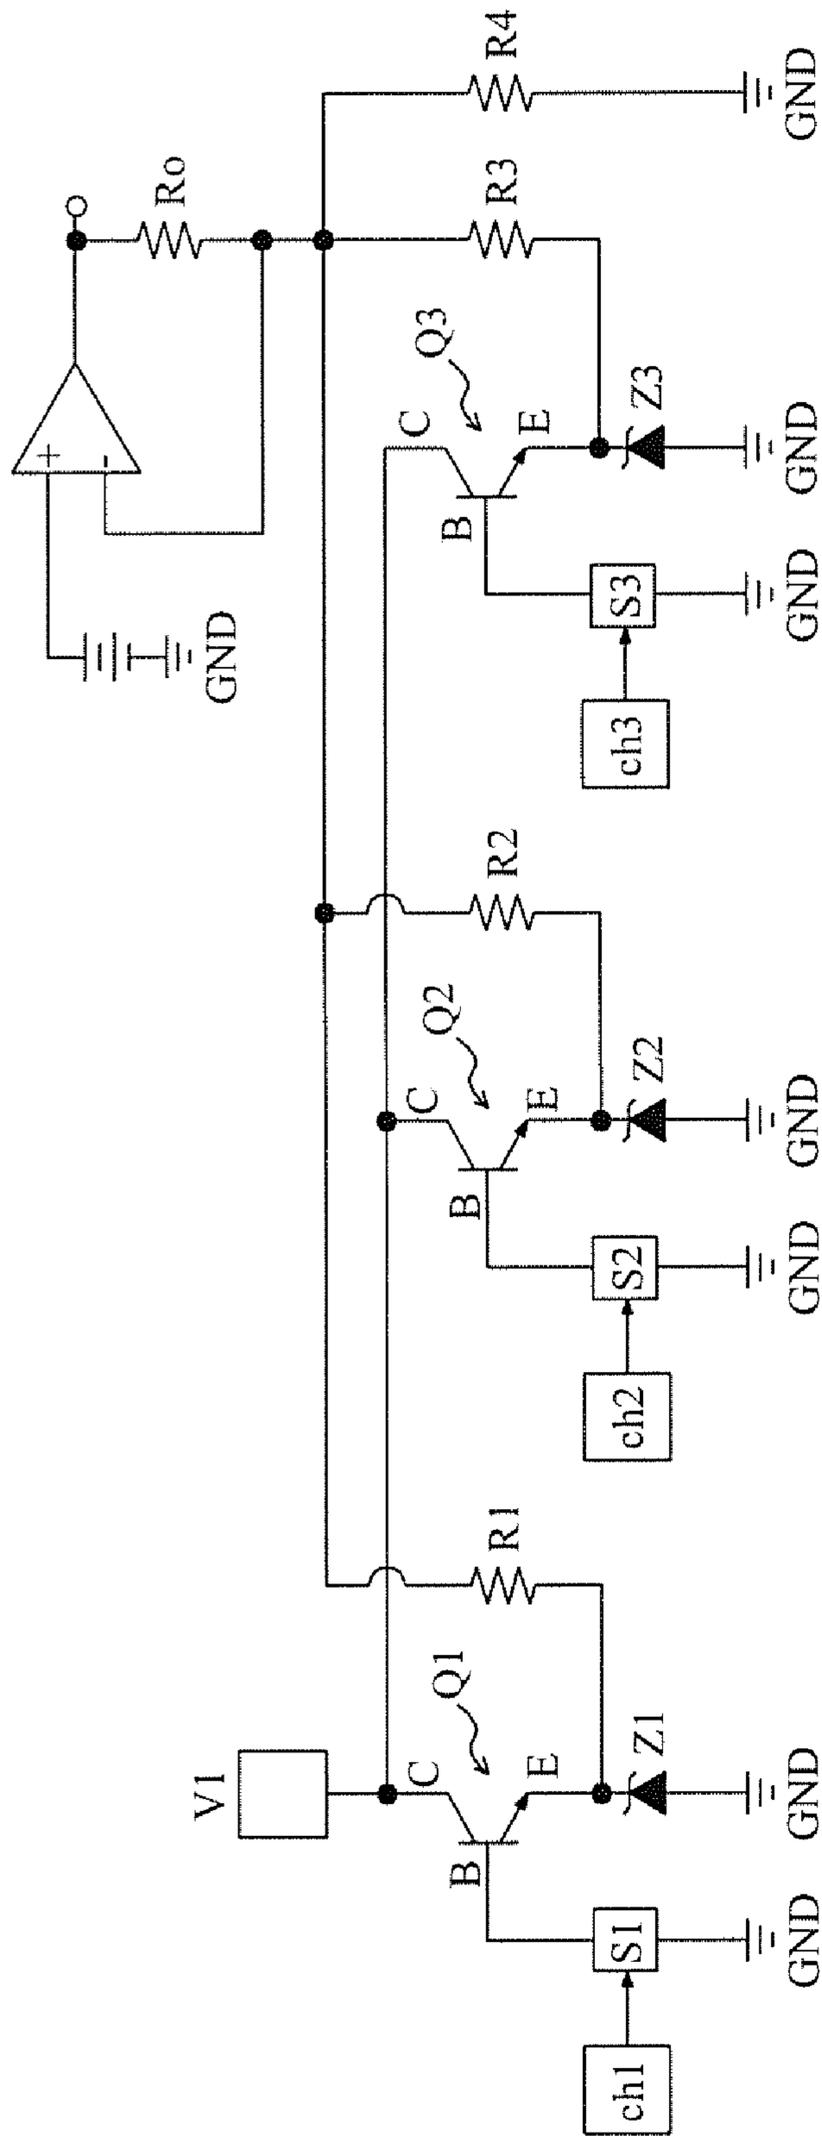 V1
C
Q1
B
E
R1
S1
Z1
ch1
GND
GND
C
Q2
B
E
R2
S2
Z2
ch2
GND
GND
C
Q3
B
E
R3
S3
Z3
ch3
GND
GND
R4
GND
+
-
Ro
GND